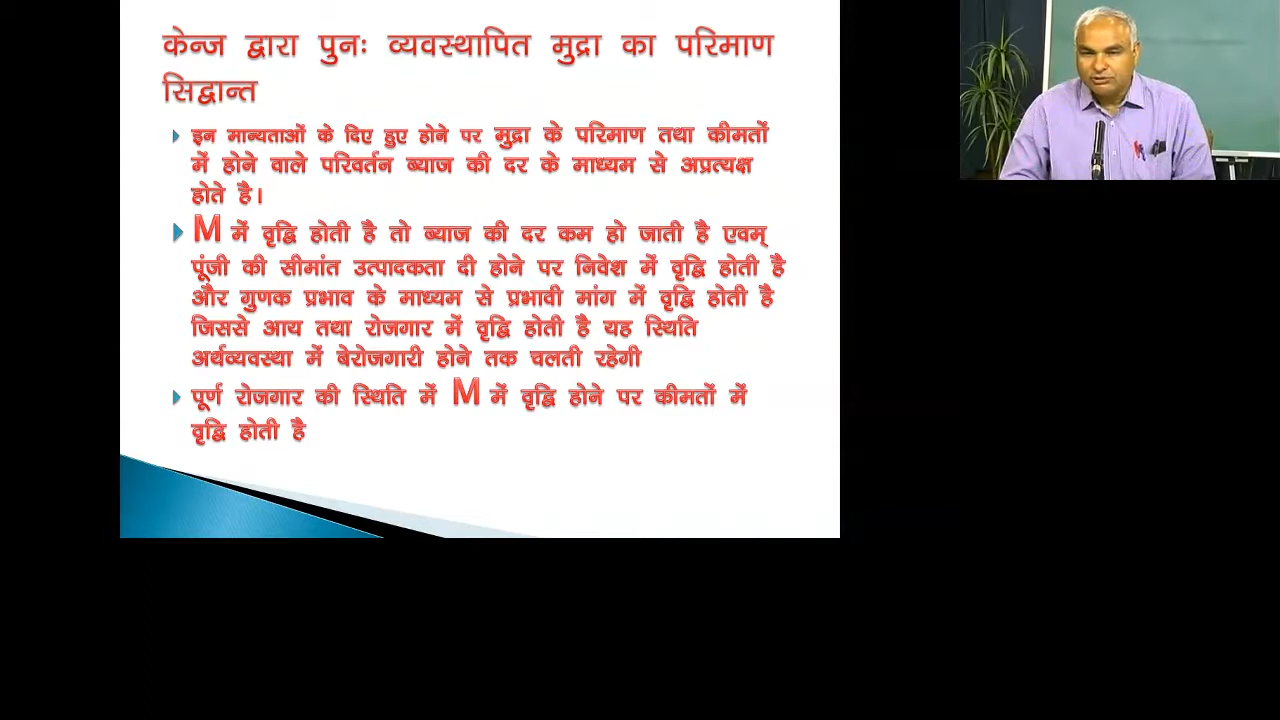 केन्ज द्वारा पुनः व्यवस्थापित मुद्रा का परिमाण
सिद्वान्त
इन मान्यताओं के दिए हुए होने पर मुद्रा के परिमाण तथा कीमतों
में होने वाले परिवर्तन ब्याज की दर के माध्यम से अप्रत्यक्ष
होते है।
M में वृद्वि होती है तो ब्याज की दर कम हो जाती है एवम्
पूंजी की सीमांत उत्पादकता दी होने पर निवेश में वृद्वि होती है
और गुणक प्रभाव के माध्यम से प्रभावी मांग में वृद्वि होती है
जिससे आय तथा रोजगार में वृद्वि होती है यह स्थिति
अर्थव्यवस्था में बेरोजगारी होने तक चलती रहेगी
पूर्ण रोजगार की स्थिति में M में वृद्वि होने पर कीमतों में
वृद्वि होती है